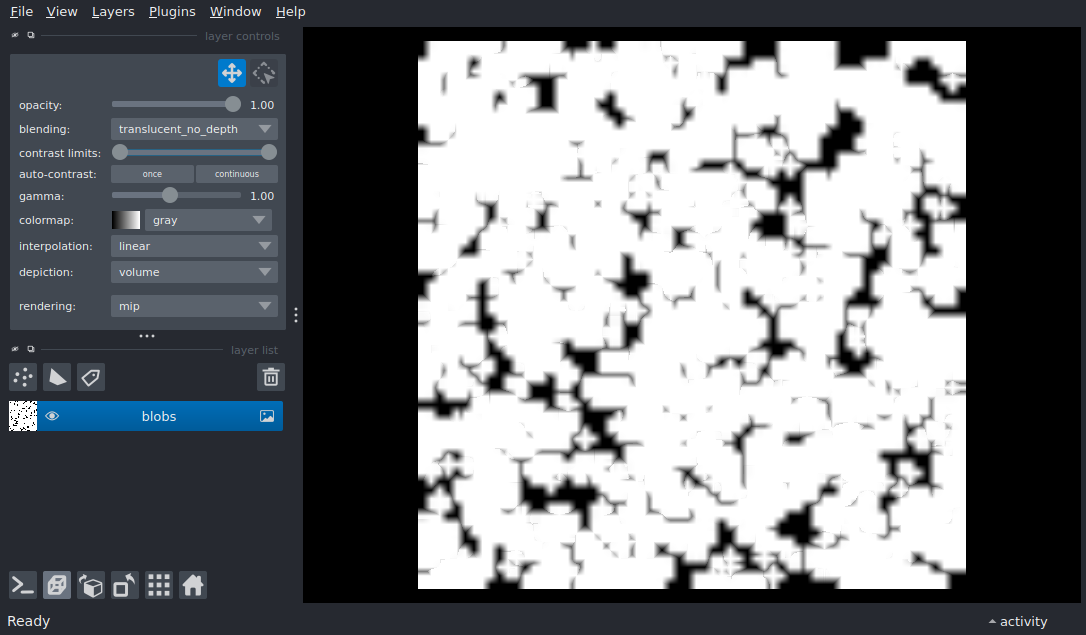 File View Layers Plugins Window Help
layer controls
opacity: 1.00
blending: translucent_no_depth
contrast limits:
auto-contrast: once continuous
gamma: 1.00
colormap: gray
interpolation: linear
depiction: volume
rendering: mip
layer list
blobs
Ready activity